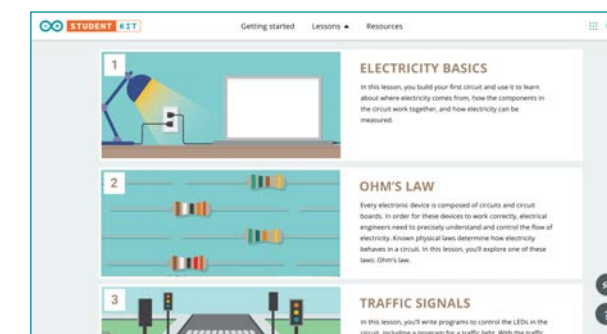 STUDENT KIT
Getting started Lessons Resources
1
ELECTRICITY BASICS
In this lesson, you build your first circuit and use it to learn
about where electricity comes from, how the components in
the circuit work together, and how electricity can be
measured.
2
OHM'S LAW
Every electronic device is composed of circuits and circuit
boards. In order for these devices to work correctly, electrical
engineers need to precisely understand and control the flow of
electricity. Known physical laws determine how electricity
behaves in a circuit. In this lesson, you'll explore one of these
laws: Ohm's law.
3
TRAFFIC SIGNALS
In this lesson, you'll write programs to control the LEDs in the
circuit, including a program for a traffic light. With the traffic